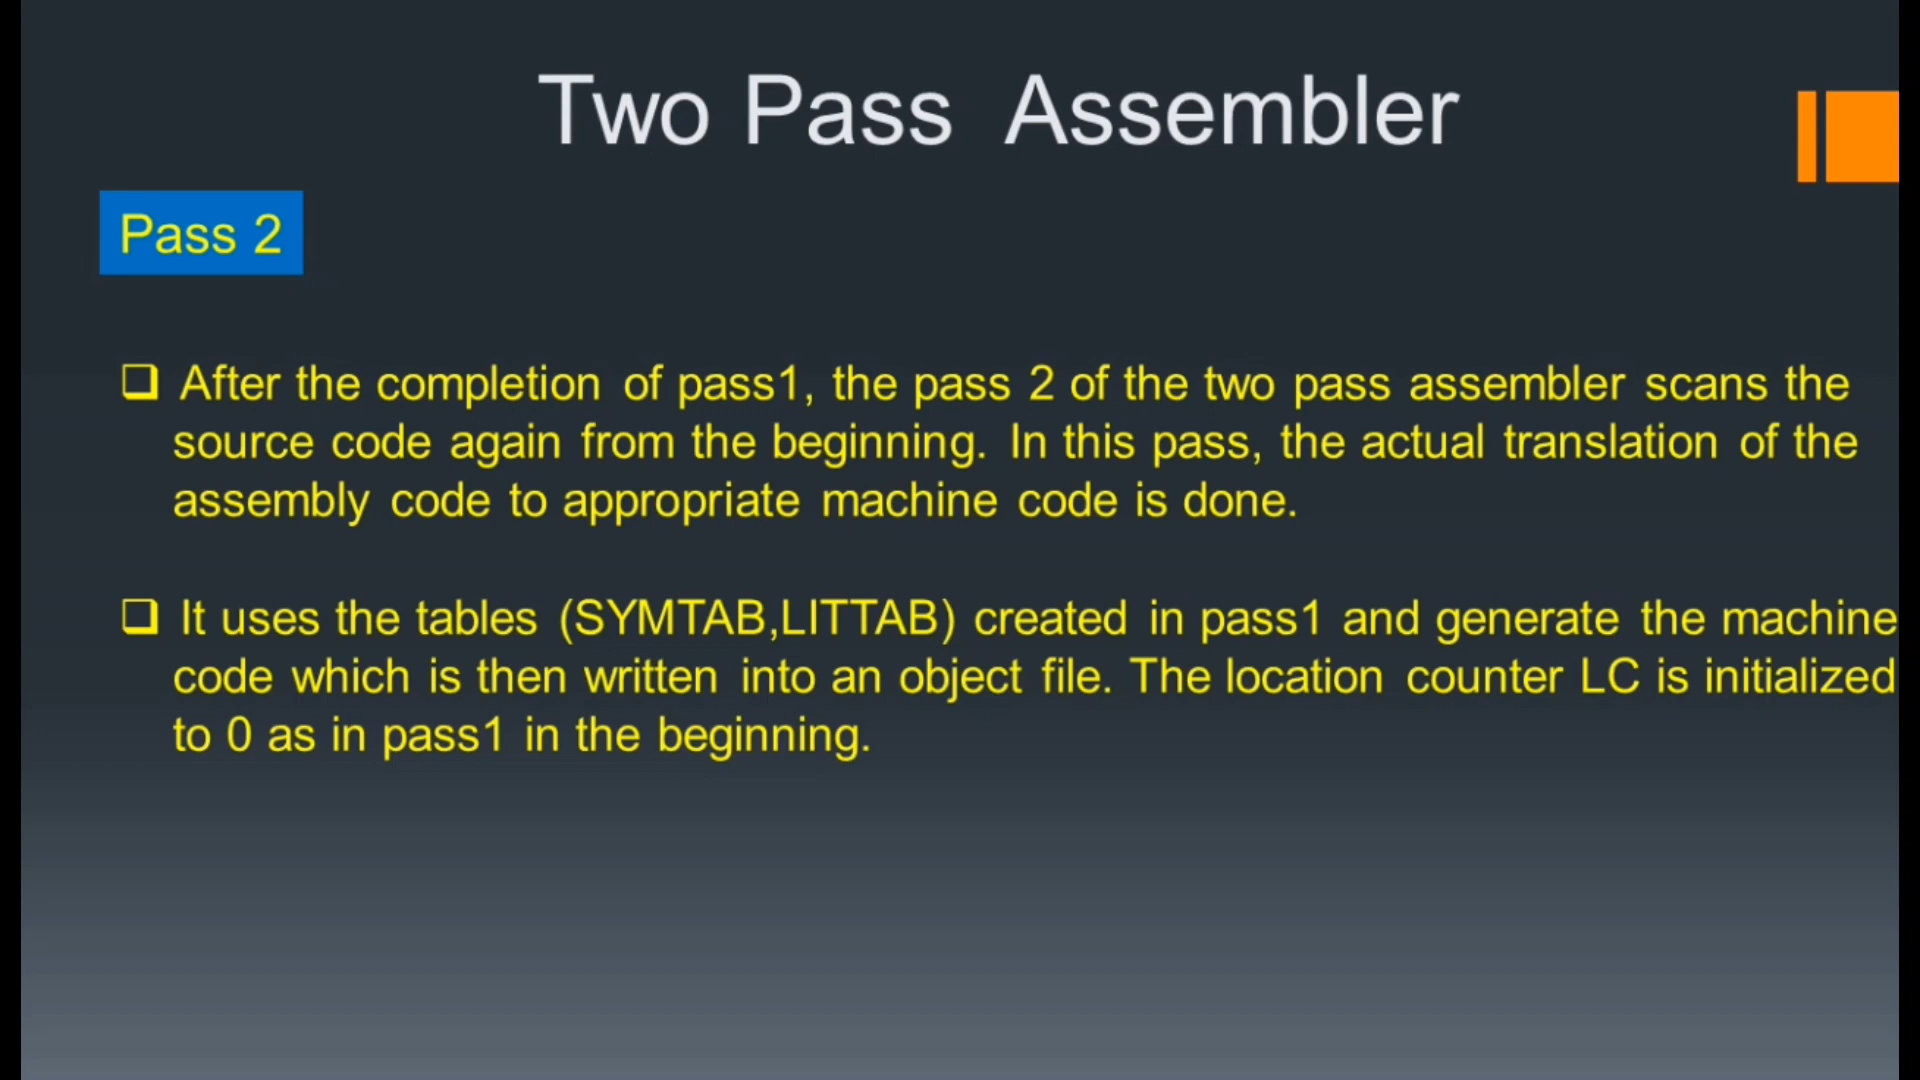 Two Pass Assembler
Pass 2
❑ After the completion of pass1, the pass 2 of the two pass assembler scans the
source code again from the beginning. In this pass, the actual translation of the
assembly code to appropriate machine code is done.
❑ It uses the tables (SYMTAB,LITTAB) created in pass1 and generate the machine
code which is then written into an object file. The location counter LC is initialized
to 0 as in pass1 in the beginning.